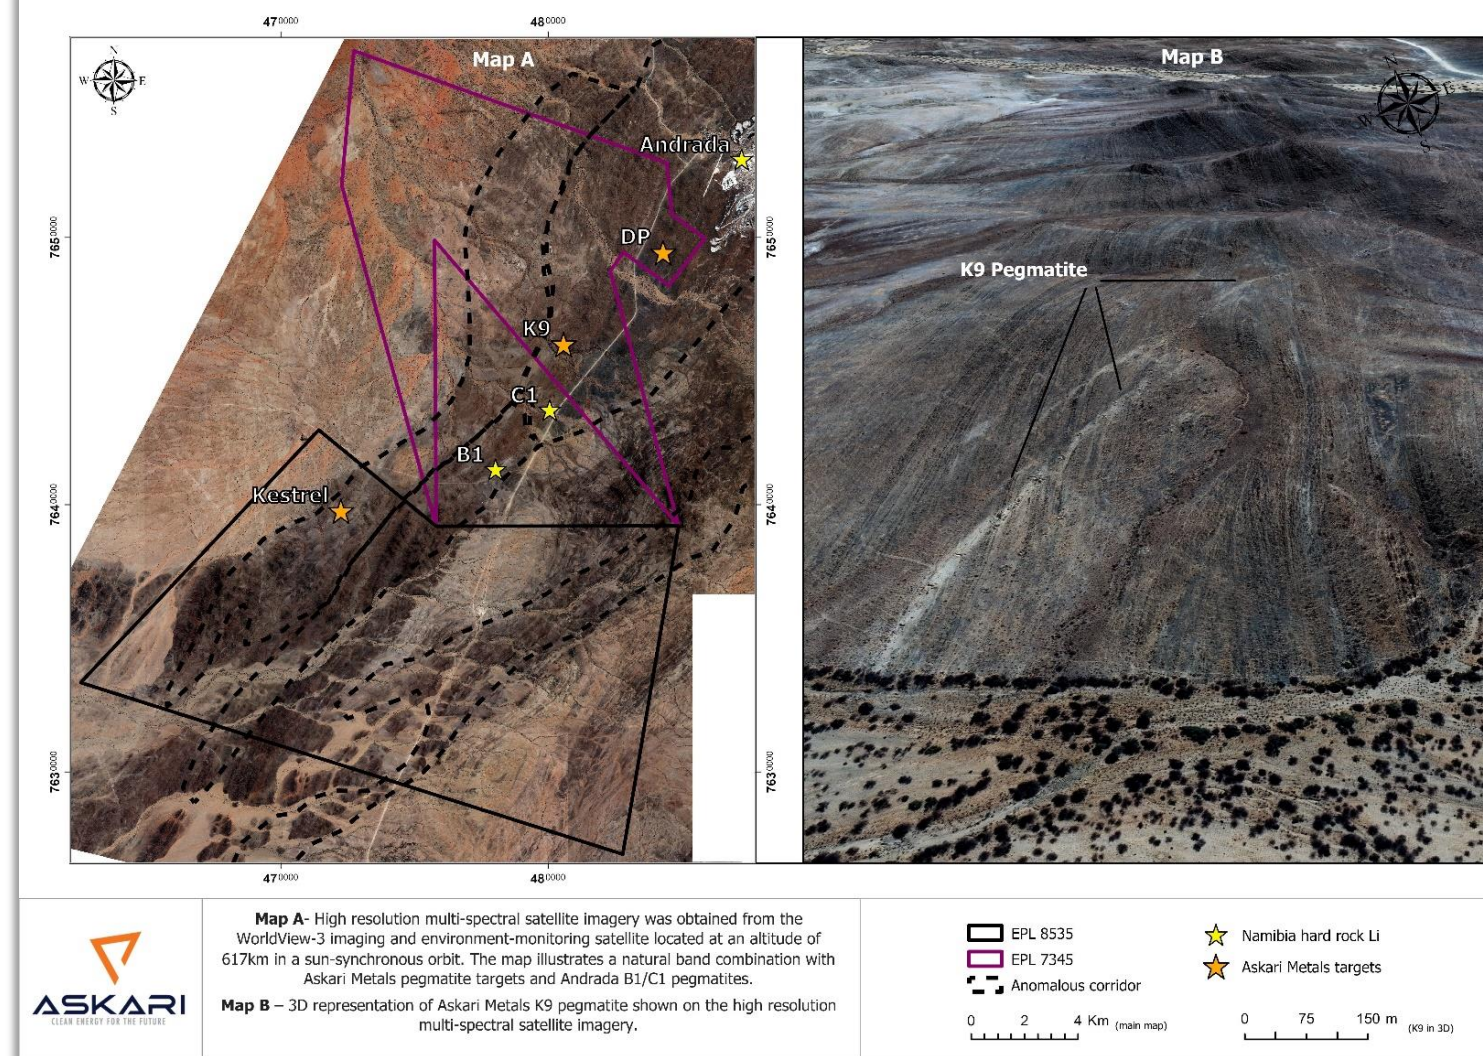 47⁰⁰⁰⁰
48⁰⁰⁰⁰
Map A
N
W
E
S
Andrada
765⁰⁰⁰⁰
DP
K9
C1
B1
Kestrel
764⁰⁰⁰⁰
763⁰⁰⁰⁰
765⁰⁰⁰⁰
764⁰⁰⁰⁰
763⁰⁰⁰⁰
47⁰⁰⁰⁰
48⁰⁰⁰⁰
Map B
N
E
W
S
K9 Pegmatite
ASKARI
CLEAN ENERGY FOR THE FUTURE
Map A- High resolution multi-spectral satellite imagery was obtained from the
WorldView-3 imaging and environment-monitoring satellite located at an altitude of
617km in a sun-synchronous orbit. The map illustrates a natural band combination with
Askari Metals pegmatite targets and Andrada B1/C1 pegmatites.
Map B – 3D representation of Askari Metals K9 pegmatite shown on the high resolution
multi-spectral satellite imagery.
EPL 8535
EPL 7345
Anomalous corridor
0 2 4 Km (main map)
Namibia hard rock Li
Askari Metals targets
0 75 150 m (K9 in 3D)